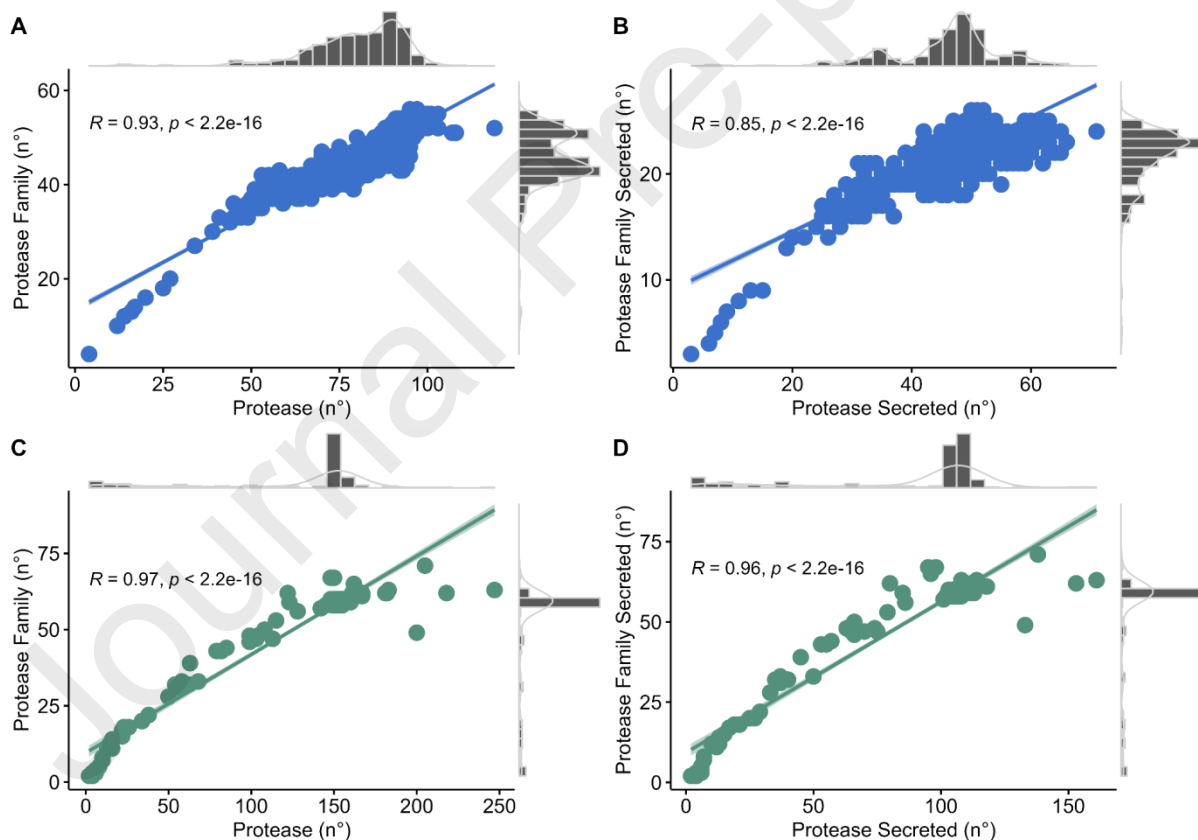 A
B
60
40
20
0
25
50
75
100
R = 0.93, p < 2.2e-16
Protease Family (n°)
Protease (n°)
20
10
0
20
40
60
R = 0.85, p < 2.2e-16
Protease Family Secreted (n°)
Protease Secreted (n°)
C
D
75
50
25
0
0
50
100
150
200
250
R = 0.97, p < 2.2e-16
Protease Family (n°)
Protease (n°)
75
50
25
0
0
50
100
150
R = 0.96, p < 2.2e-16
Protease Family Secreted (n°)
Protease Secreted (n°)
Journal Pre-p